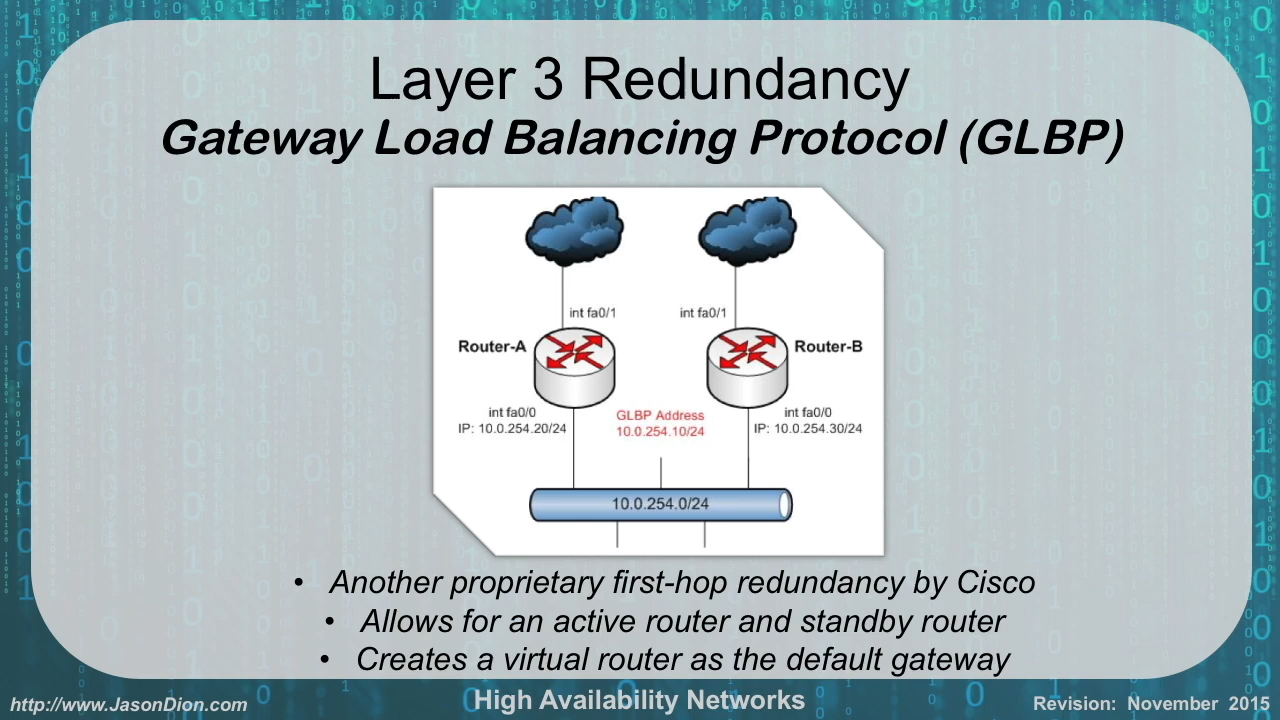 Layer 3 Redundancy
Gateway Load Balancing Protocol (GLBP)
int fa0/1
int fa0/1
Router-A
Router-B
int fa0/0
IP: 10.0.254.20/24
GLBP Address
10.0.254.10/24
int fa0/0
IP: 10.0.254.30/24
10.0.254.0/24
• Another proprietary first-hop redundancy by Cisco
• Allows for an active router and standby router
• Creates a virtual router as the default gateway
http://www.JasonDion.com
High Availability Networks
Revision: November 2015